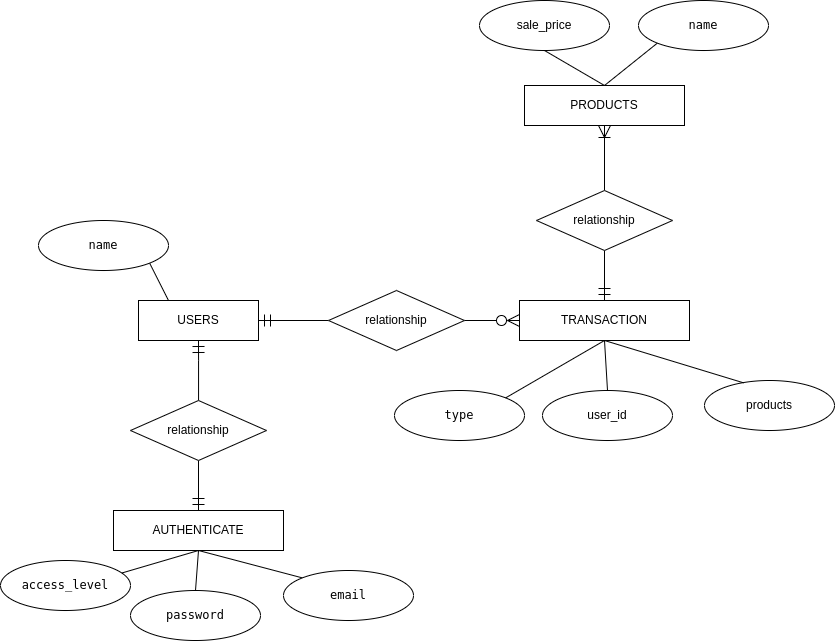 sale_price
name
PRODUCTS
relationship
name
USERS
relationship
TRANSACTION
type
user_id
products
relationship
AUTHENTICATE
access_level
password
email